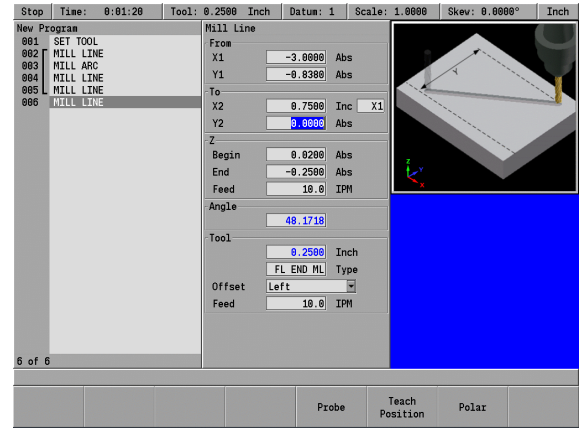 Stop Time: 0:01:20 Tool: 0.2500 Inch Datum: 1 Scale: 1.0000 Skew: 0.0000° Inch
New Program
001 SET TOOL
002 MILL LINE
003 MILL ARC
004 MILL LINE
005 MILL LINE
006 MILL LINE
6 of 6
Mill Line
From
X1 -3.0000 Abs
Y1 -0.8380 Abs
To
X2 0.7500 Inc X1
Y2 0.0000 Abs
Z
Begin 0.0200 Abs
End -0.2500 Abs
Feed 10.0 IPM
Angle
48.1718
Tool
0.2500 Inch
FL END ML Type
Offset Left
Feed 10.0 IPM
Y
Z
Y
X
Probe
Teach Position
Polar